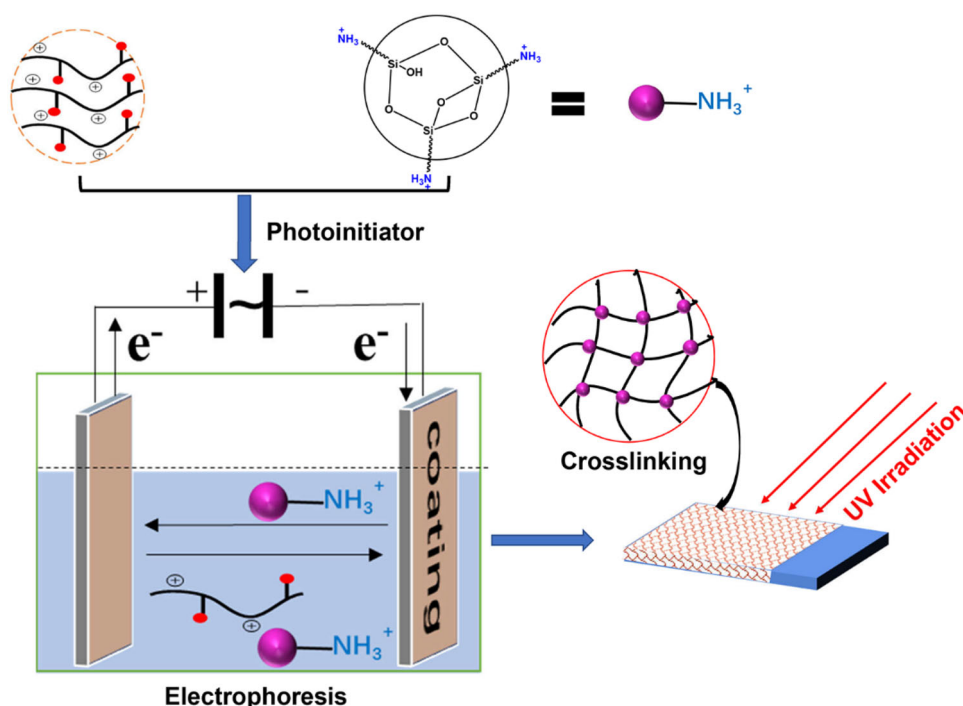 NH₃⁺
Si
O
Si
OH
NH₃⁺
O
O
O
Si
O
H₃N⁺
= NH₃⁺
Photoinitiator
+ ~ -
e⁻
e⁻
coating
NH₃⁺
NH₃⁺
Electrophoresis
Crosslinking
UV Irradiation